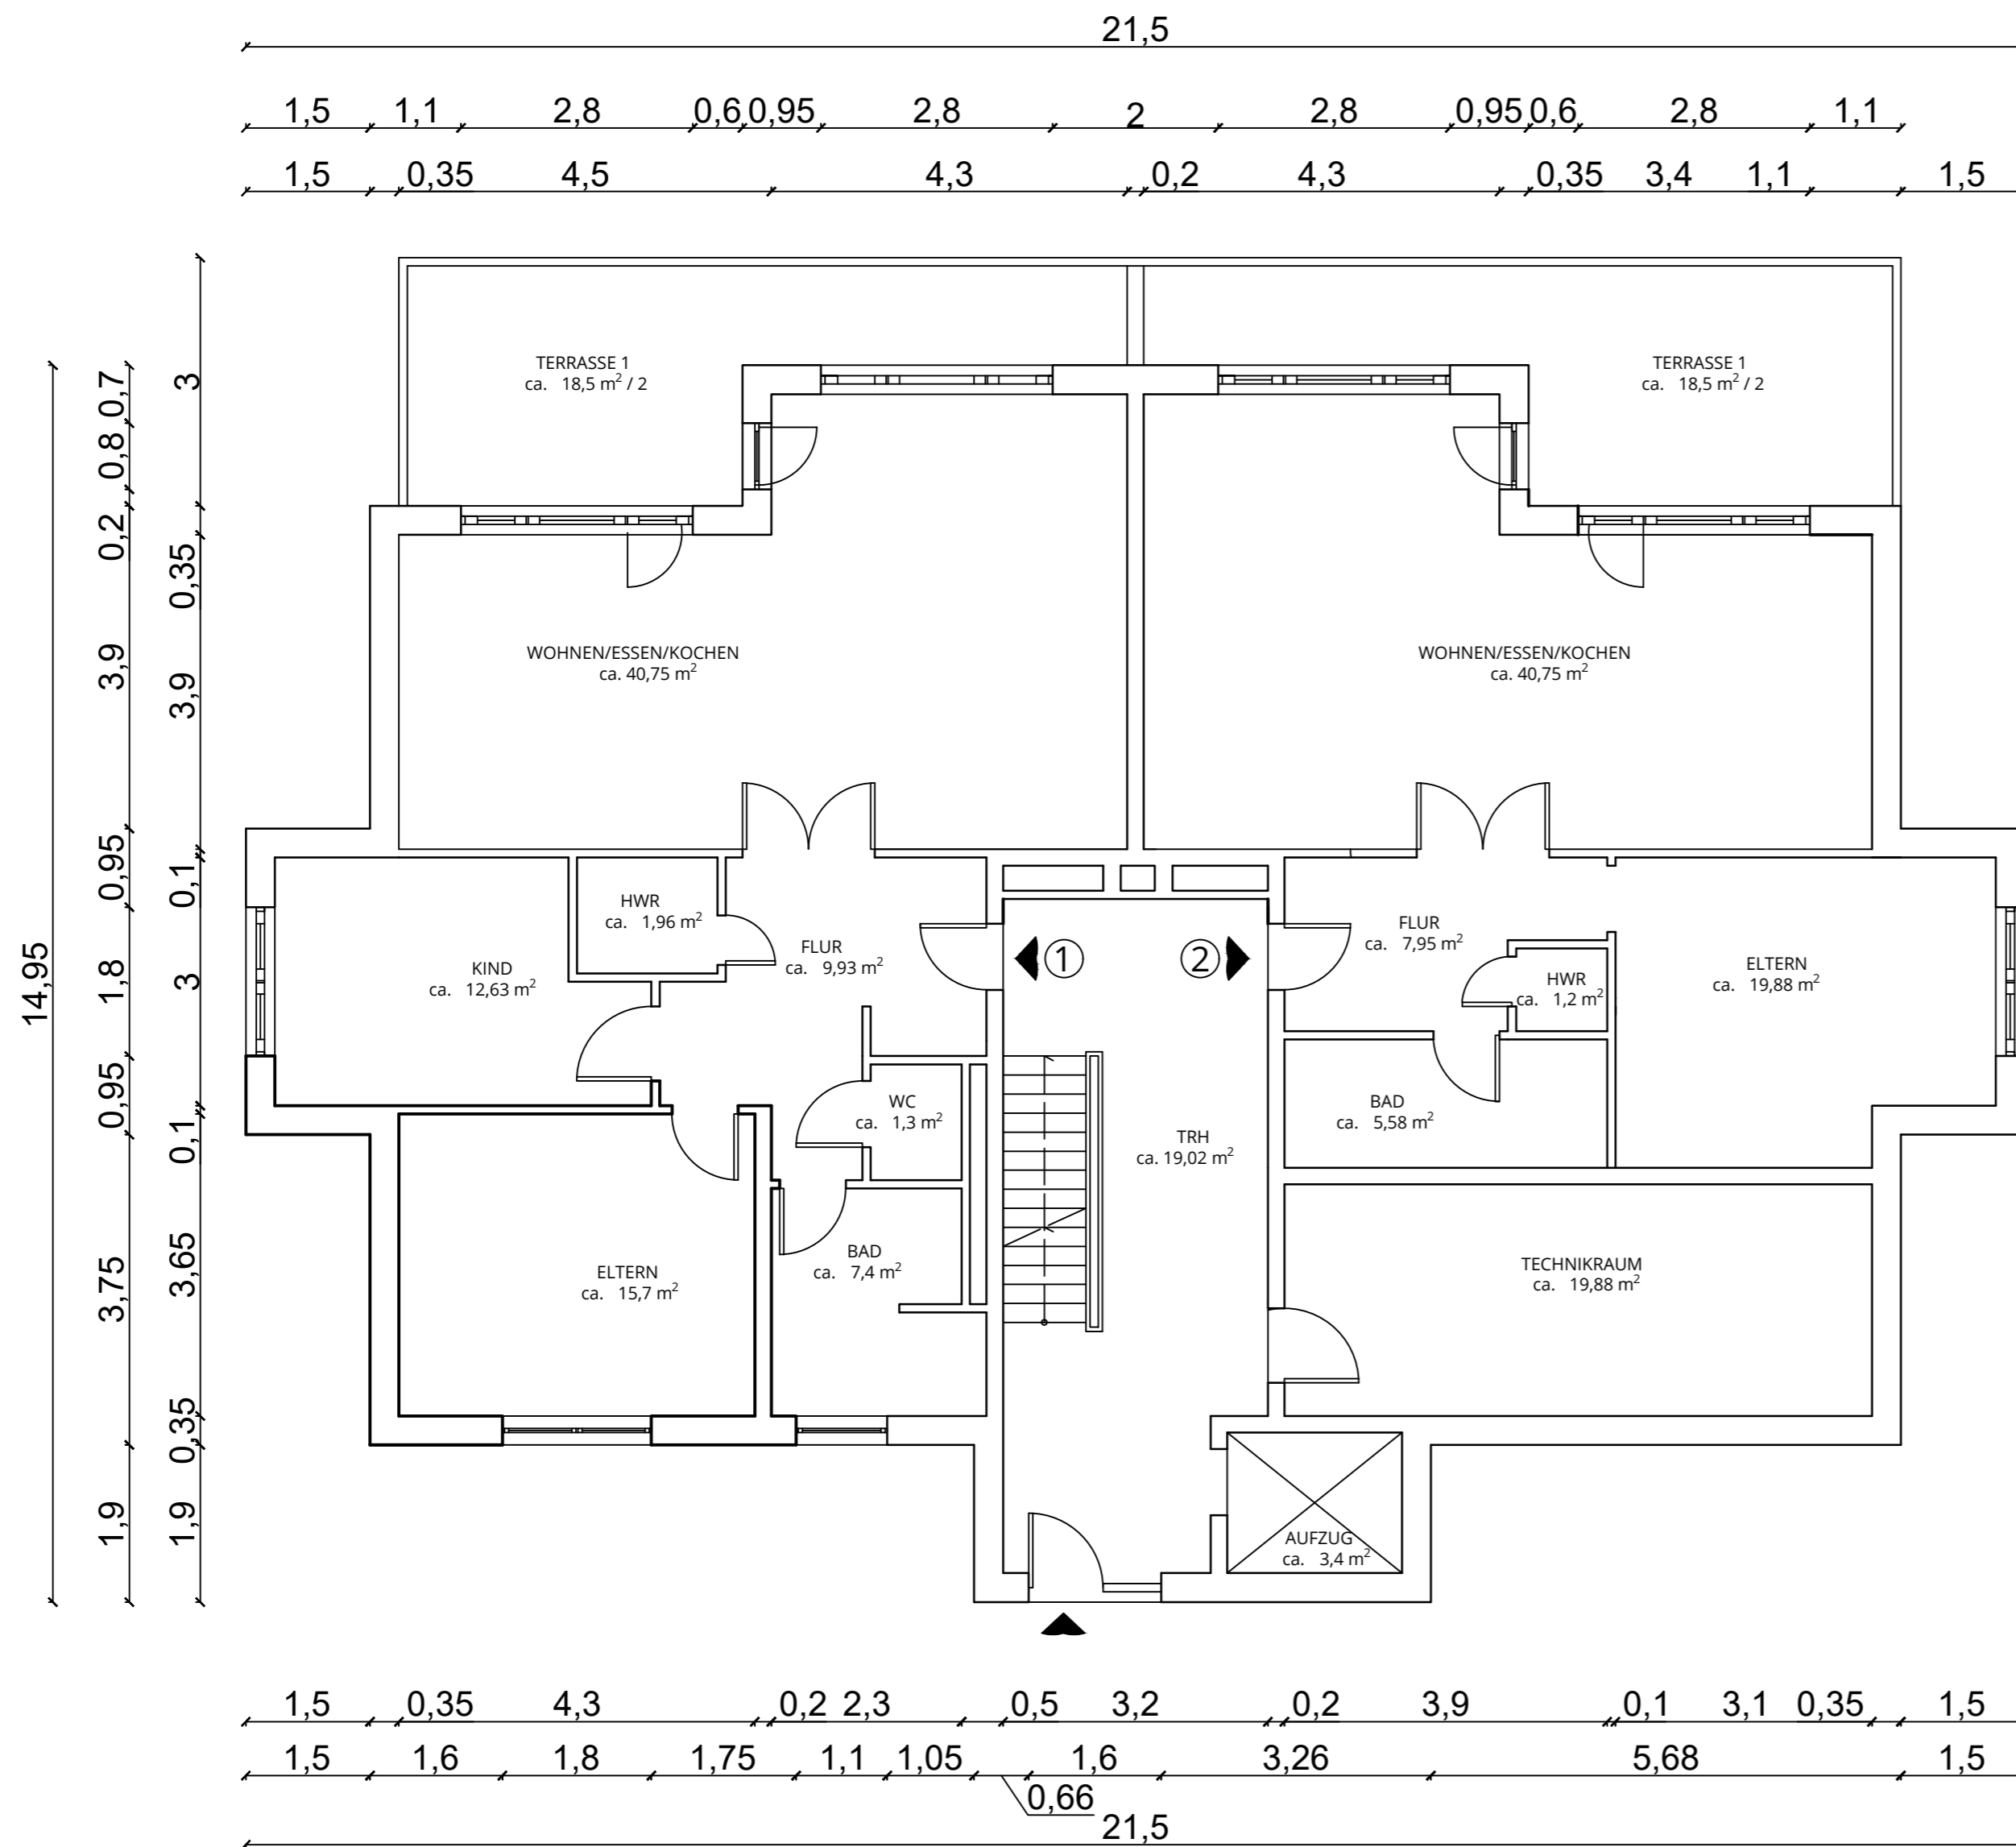 21,5
1,5 1,1 2,8 0,6 0,95 2,8 2 2,8 0,95 0,6 2,8 1,1
1,5 0,35 4,5 4,3 0,2 4,3 0,35 3,4 1,1 1,5
14,95
0,7 0,8 0,2 3,9 0,95 1,8 0,95 3,75 1,9
3 0,35 3,9 0,1 3 0,1 3,65 0,35 1,9
TERRASSE 1
ca. 18,5 m² / 2
TERRASSE 1
ca. 18,5 m² / 2
WOHNEN/ESSEN/KOCHEN
ca. 40,75 m²
WOHNEN/ESSEN/KOCHEN
ca. 40,75 m²
HWR
ca. 1,96 m²
FLUR
ca. 9,93 m²
KIND
ca. 12,63 m²
1
2
FLUR
ca. 7,95 m²
HWR
ca. 1,2 m²
ELTERN
ca. 19,88 m²
WC
ca. 1,3 m²
BAD
ca. 5,58 m²
TRH
ca. 19,02 m²
BAD
ca. 7,4 m²
ELTERN
ca. 15,7 m²
TECHNIKRAUM
ca. 19,88 m²
AUFZUG
ca. 3,4 m²
1,5 0,35 4,3 0,2 2,3 0,5 3,2 0,2 3,9 0,1 3,1 0,35 1,5
1,5 1,6 1,8 1,75 1,1 1,05 1,6 3,26 5,68 1,5
0,66
21,5